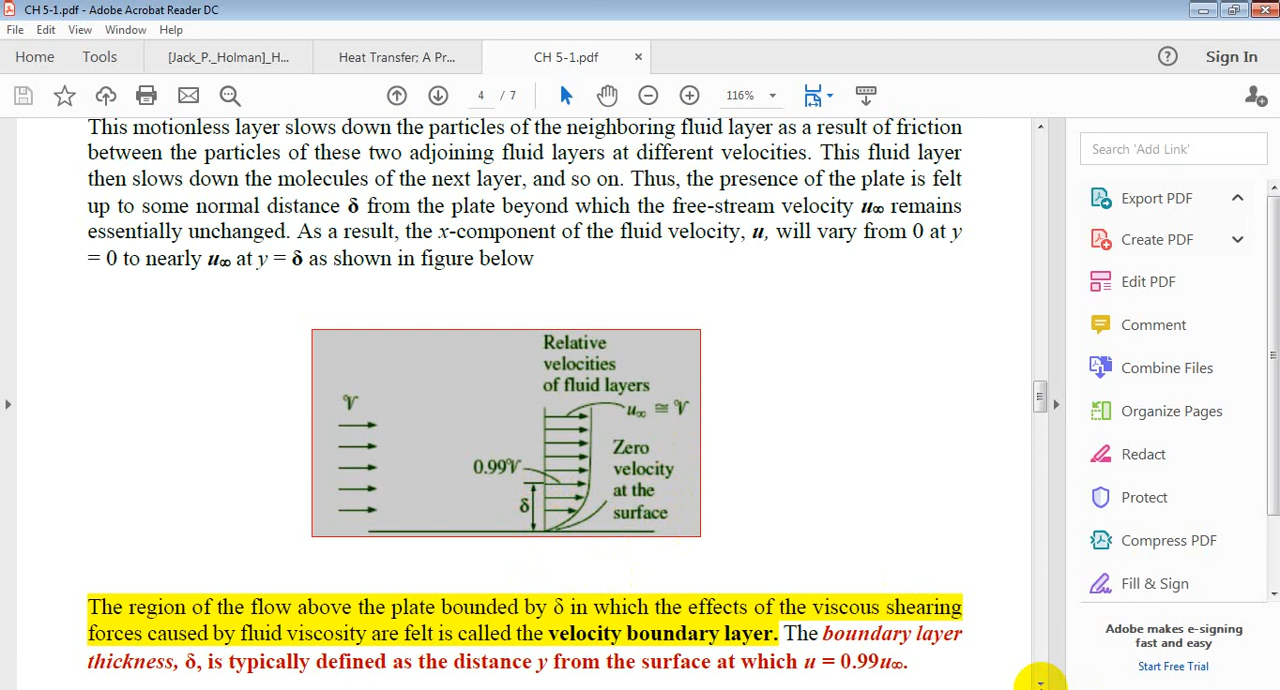 CH 5-1.pdf - Adobe Acrobat Reader DC
File Edit View Window Help
Home Tools [Jack_P._Holman]_H... Heat Transfer; A Pr... CH 5-1.pdf × ? Sign In
4 / 7 116%
This motionless layer slows down the particles of the neighboring fluid layer as a result of friction
between the particles of these two adjoining fluid layers at different velocities. This fluid layer
then slows down the molecules of the next layer, and so on. Thus, the presence of the plate is felt
up to some normal distance δ from the plate beyond which the free-stream velocity u∞ remains
essentially unchanged. As a result, the x-component of the fluid velocity, u, will vary from 0 at y
= 0 to nearly u∞ at y = δ as shown in figure below
Relative
velocities
of fluid layers
𝒱
u∞ ≅ 𝒱
Zero
velocity
at the
surface
0.99𝒱
δ
The region of the flow above the plate bounded by δ in which the effects of the viscous shearing
forces caused by fluid viscosity are felt is called the velocity boundary layer. The boundary layer
thickness, δ, is typically defined as the distance y from the surface at which u = 0.99u∞.
Search 'Add Link'
Export PDF
Create PDF
Edit PDF
Comment
Combine Files
Organize Pages
Redact
Protect
Compress PDF
Fill & Sign
Adobe makes e-signing
fast and easy
Start Free Trial